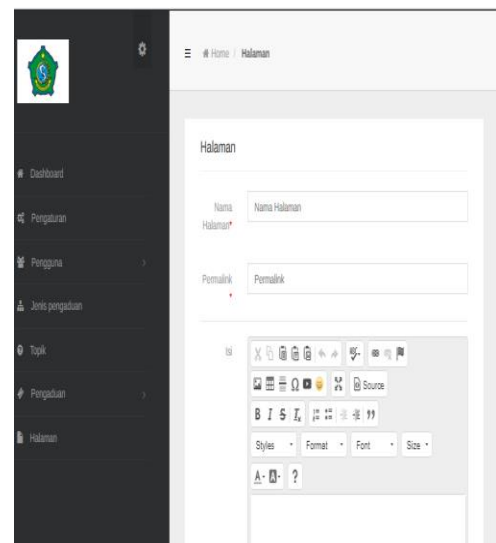 Home / Halaman
Dashboard
Pengaturan
Pengguna
Jenis pengaduan
Topik
Pengaduan
Halaman
Halaman
Nama Halaman*
Nama Halaman
Permalink *
Permalink
Isi
Source
B I S Ix
Styles Format Font Size
A A ?